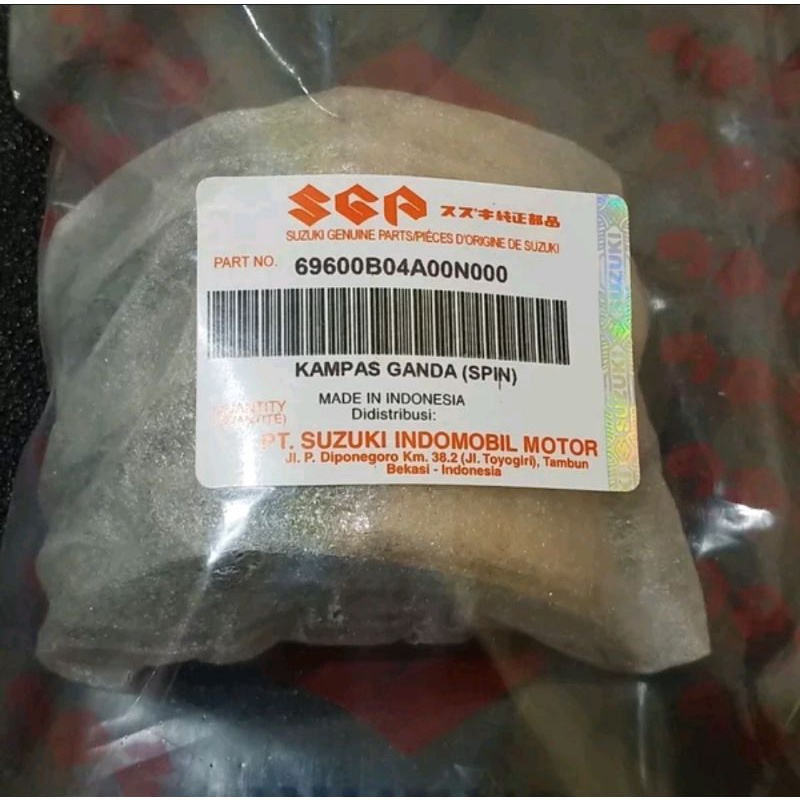 SGP スズキ純正部品
SUZUKI GENUINE PARTS/PIÈCES D'ORIGINE DE SUZUKI
PART NO. 69600B04A00N000
KAMPAS GANDA (SPIN)
MADE IN INDONESIA
QUANTITY
Didistribusi:
PT. SUZUKI INDOMOBIL MOTOR
Jl. P. Diponegoro Km. 38.2 (Jl. Toyogiri), Tambun
Bekasi - Indonesia
SUZUKI SUZUKI